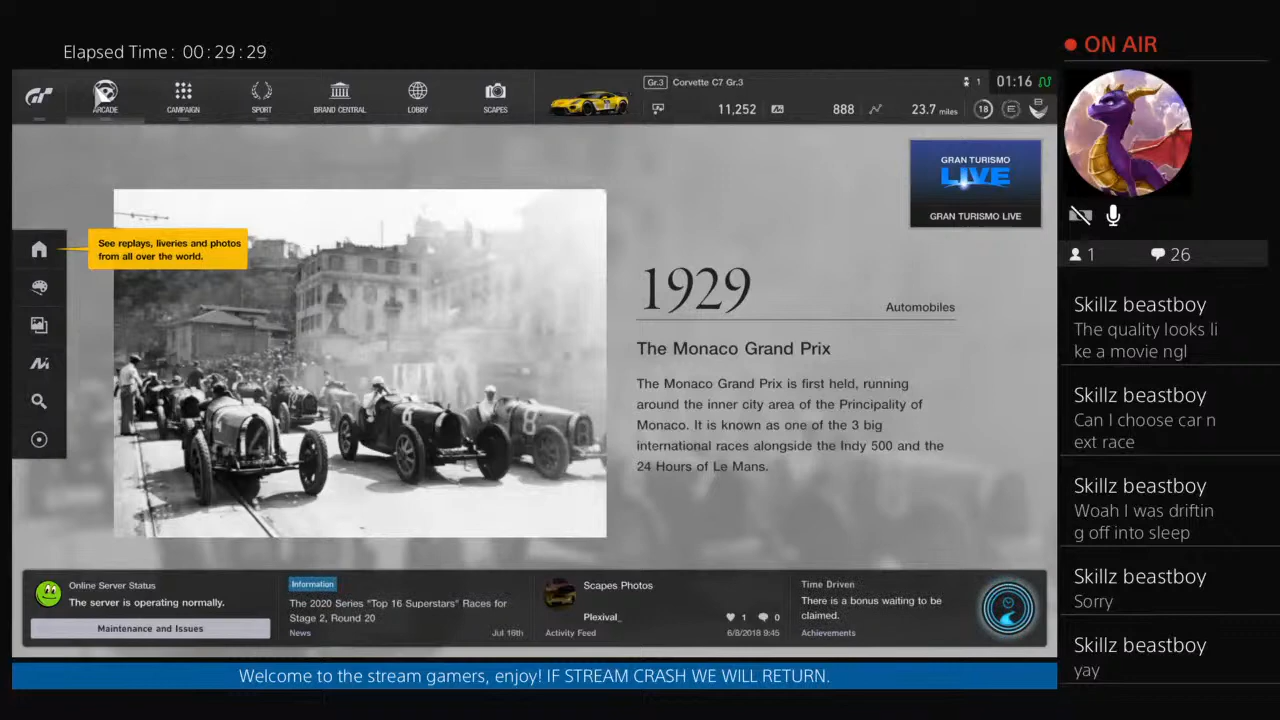 Elapsed Time: 00:29:29
ON AIR
ARCADE
CAMPAIGN
SPORT
BRAND CENTRAL
LOBBY
SCAPES
Gr.3 Corvette C7 Gr.3
1 01:16
11,252
888
23.7 miles
18
E
GRAN TURISMO
LIVE
GRAN TURISMO LIVE
See replays, liveries and photos
from all over the world.
1929
Automobiles
The Monaco Grand Prix
The Monaco Grand Prix is first held, running
around the inner city area of the Principality of
Monaco. It is known as one of the 3 big
international races alongside the Indy 500 and the
24 Hours of Le Mans.
4
6
8
Online Server Status
The server is operating normally.
Maintenance and Issues
Information
The 2020 Series "Top 16 Superstars" Races for
Stage 2, Round 20
News
Jul 16th
Scapes Photos
Plexival_
1 0
Activity Feed
6/8/2018 9:45
Time Driven
There is a bonus waiting to be
claimed.
Achievements
Welcome to the stream gamers, enjoy! IF STREAM CRASH WE WILL RETURN.
1 26
Skillz beastboy
The quality looks li
ke a movie ngl
Skillz beastboy
Can I choose car n
ext race
Skillz beastboy
Woah I was driftin
g off into sleep
Skillz beastboy
Sorry
Skillz beastboy
yay